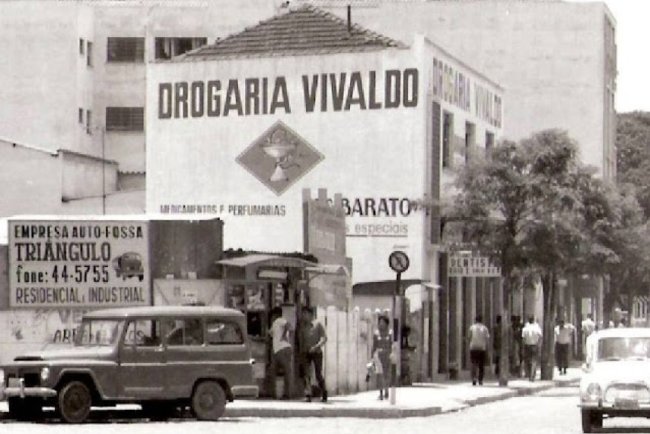 DROGARIA VIVALDO
DROGARIA VIVALDO
MEDICAMENTOS E PERFUMARIAS
BARATO
especiais
EMPRESA AUTO-FOSSA
TRIÂNGULO
fone: 44-5755
RESIDENCIAL E INDUSTRIAL
DENTISTA